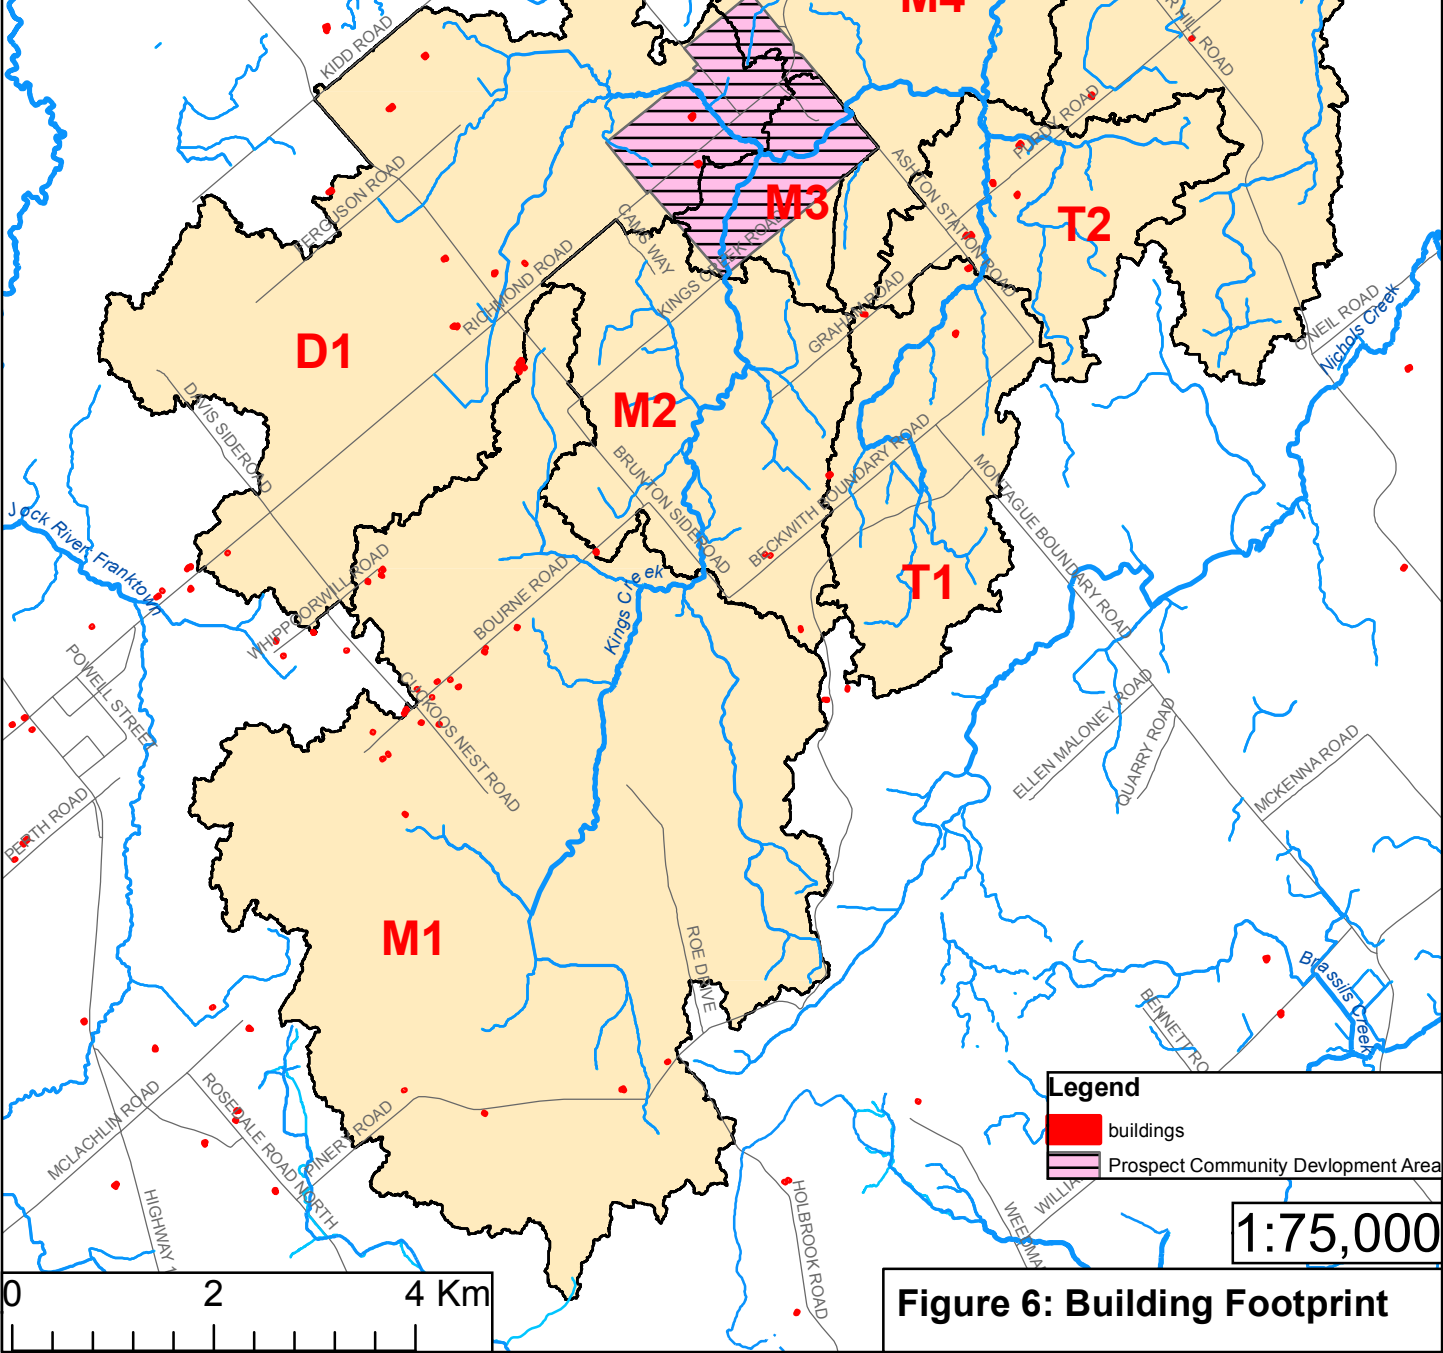 M4
KIDD ROAD
PURDY ROAD
FERGUSON ROAD
ASHTON STATION ROAD
M3
CAMS WAY
T2
KINGS CREEK ROAD
RICHMOND ROAD
GRAHAM ROAD
O'NEIL ROAD
Nichols Creek
D1
DAVIS SIDEROAD
M2
BRUNTON SIDEROAD
BECKWITH BOUNDARY ROAD
MONTAGUE BOUNDARY ROAD
Jock River, Franktown
WHIPPOORWILL ROAD
BOURNE ROAD
Kings Creek
T1
POWELL STREET
CUCKOOS NEST ROAD
ELLEN MALONEY ROAD
QUARRY ROAD
MCKENNA ROAD
PERTH ROAD
M1
ROE DRIVE
Brassils Creek
BENNETT RO
MCLACHLIN ROAD
ROSEDALE ROAD NORTH
PINERY ROAD
HIGHWAY 1
HOLBROOK ROAD
WEEDMA
WILLIA
Legend
buildings
Prospect Community Devlopment Area
1:75,000
0 2 4 Km
Figure 6: Building Footprint